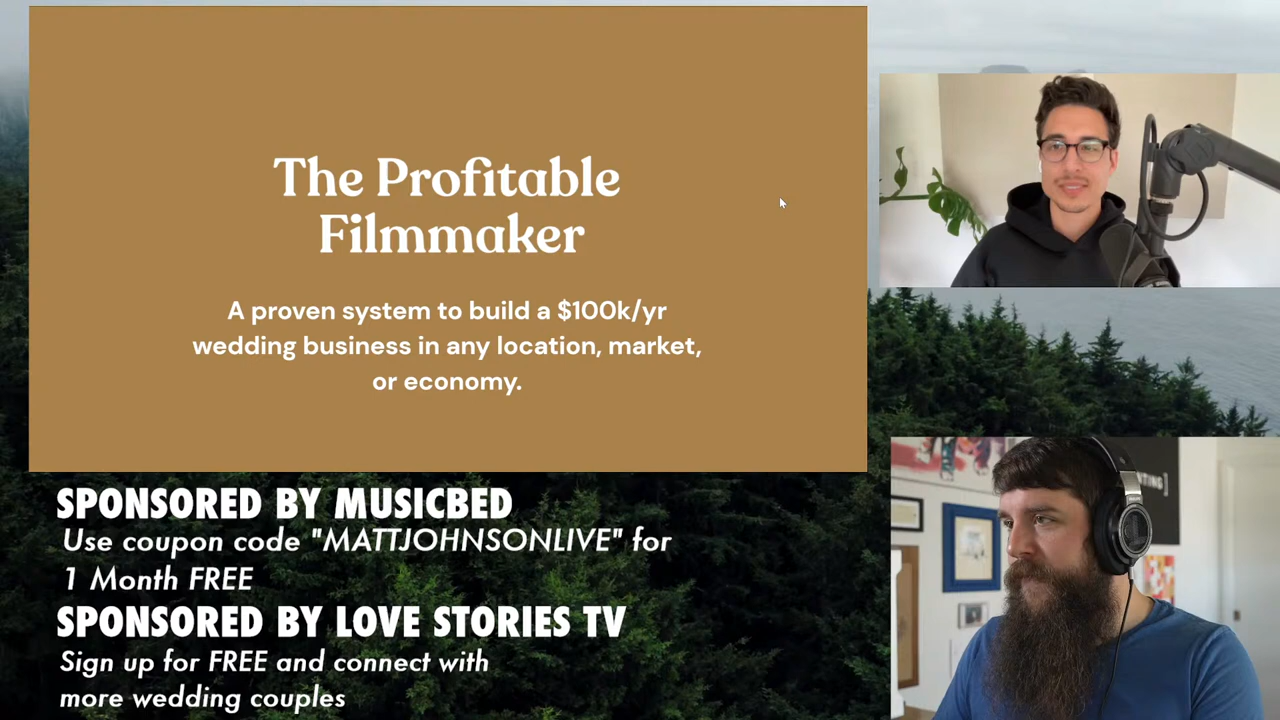 The Profitable
Filmmaker
A proven system to build a $100k/yr
wedding business in any location, market,
or economy.
SPONSORED BY MUSICBED
Use coupon code "MATTJOHNSONLIVE" for
1 Month FREE
SPONSORED BY LOVE STORIES TV
Sign up for FREE and connect with
more wedding couples